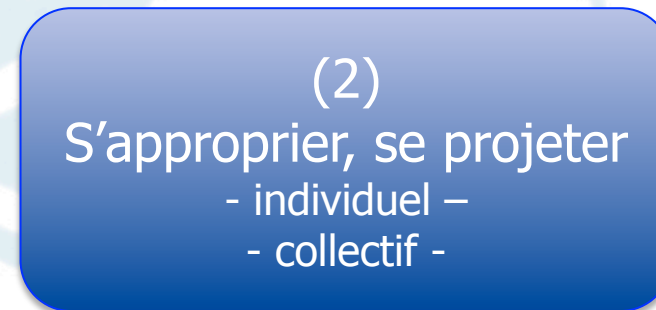 (2)
S’approprier, se projeter
- individuel –
- collectif -